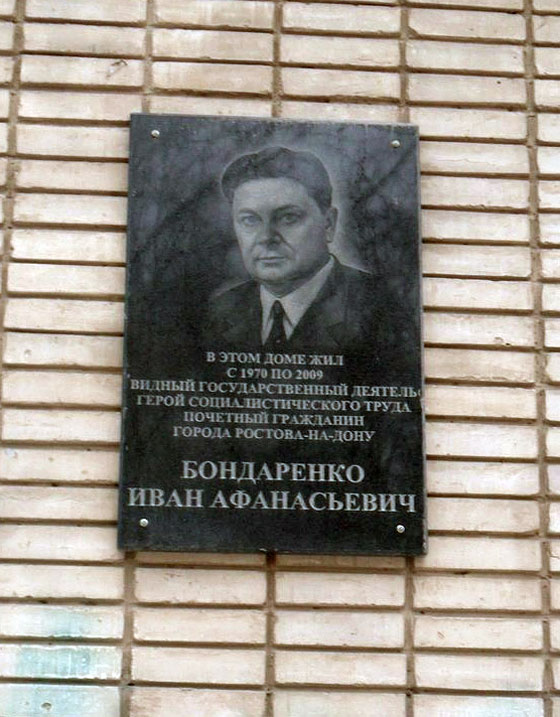 В ЭТОМ ДОМЕ ЖИЛ
С 1970 ПО 2009
ВИДНЫЙ ГОСУДАРСТВЕННЫЙ ДЕЯТЕЛЬ
ГЕРОЙ СОЦИАЛИСТИЧЕСКОГО ТРУДА
ПОЧЕТНЫЙ ГРАЖДАНИН
ГОРОДА РОСТОВА-НА-ДОНУ
БОНДАРЕНКО
ИВАН АФАНАСЬЕВИЧ